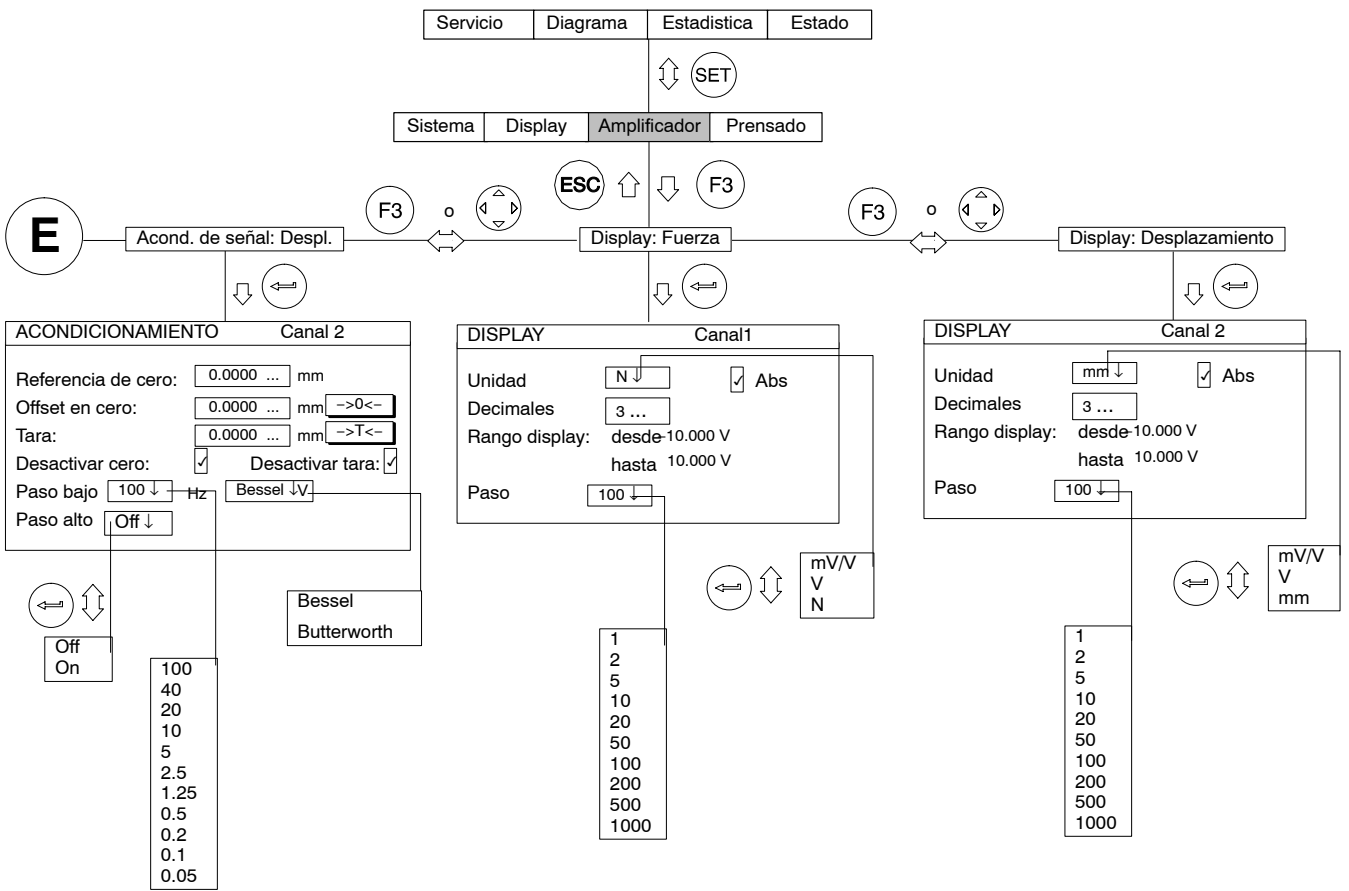 Servicio Diagrama Estadistica Estado
SET
Sistema Display Amplificador Prensado
ESC F3
F3 o
F3 o
E
Acond. de señal: Despl.
Display: Fuerza
Display: Desplazamiento
ACONDICIONAMIENTO Canal 2
Referencia de cero: 0.0000 ... mm
Offset en cero: 0.0000 ... mm –>0<–
Tara: 0.0000 ... mm –>T<–
Desactivar cero: ✓ Desactivar tara: ✓
Paso bajo 100 ↓ Hz Bessel ↓V
Paso alto Off ↓
Off
On
100
40
20
10
5
2.5
1.25
0.5
0.2
0.1
0.05
Bessel
Butterworth
DISPLAY Canal1
Unidad N ↓ ✓ Abs
Decimales 3 ...
Rango display: desde –10.000 V
hasta 10.000 V
Paso 100 ↓
mV/V
V
N
1
2
5
10
20
50
100
200
500
1000
DISPLAY Canal 2
Unidad mm ↓ ✓ Abs
Decimales 3 ...
Rango display: desde –10.000 V
hasta 10.000 V
Paso 100 ↓
mV/V
V
mm
1
2
5
10
20
50
100
200
500
1000